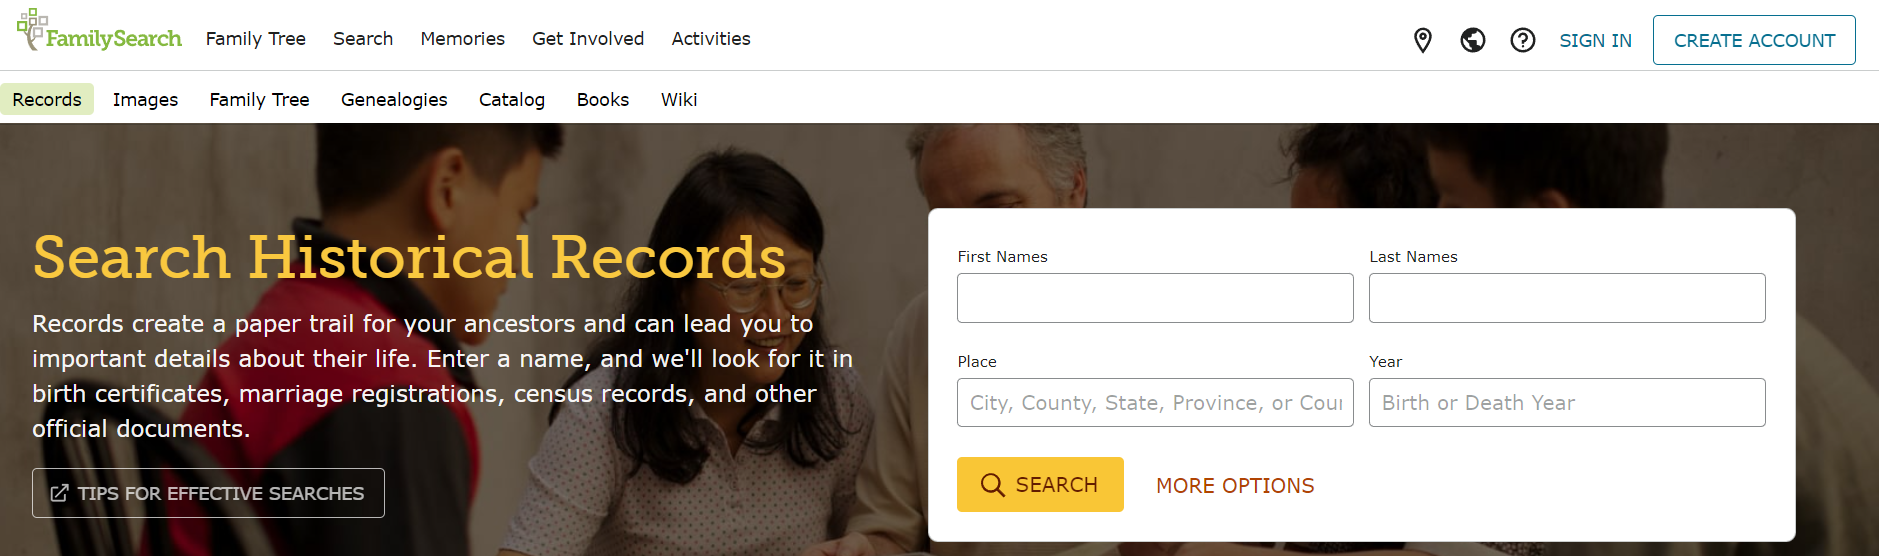 FamilySearch
Family Tree
Search
Memories
Get Involved
Activities
SIGN IN
CREATE ACCOUNT
Records
Images
Family Tree
Genealogies
Catalog
Books
Wiki
Search Historical Records
Records create a paper trail for your ancestors and can lead you to
important details about their life. Enter a name, and we'll look for it in
birth certificates, marriage registrations, census records, and other
official documents.
TIPS FOR EFFECTIVE SEARCHES
First Names
Last Names
Place
City, County, State, Province, or Cour
Year
Birth or Death Year
SEARCH
MORE OPTIONS